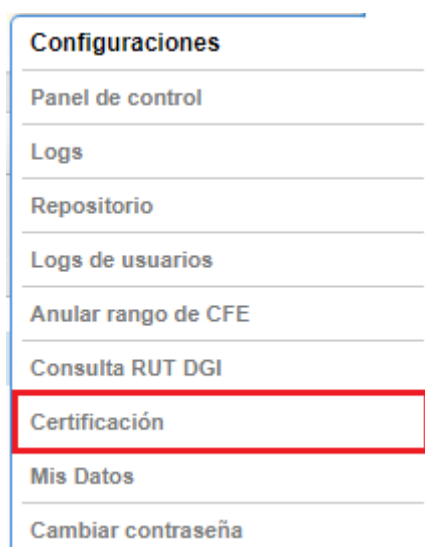 Configuraciones
Panel de control
Logs
Repositorio
Logs de usuarios
Anular rango de CFE
Consulta RUT DGI
Certificación
Mis Datos
Cambiar contraseña